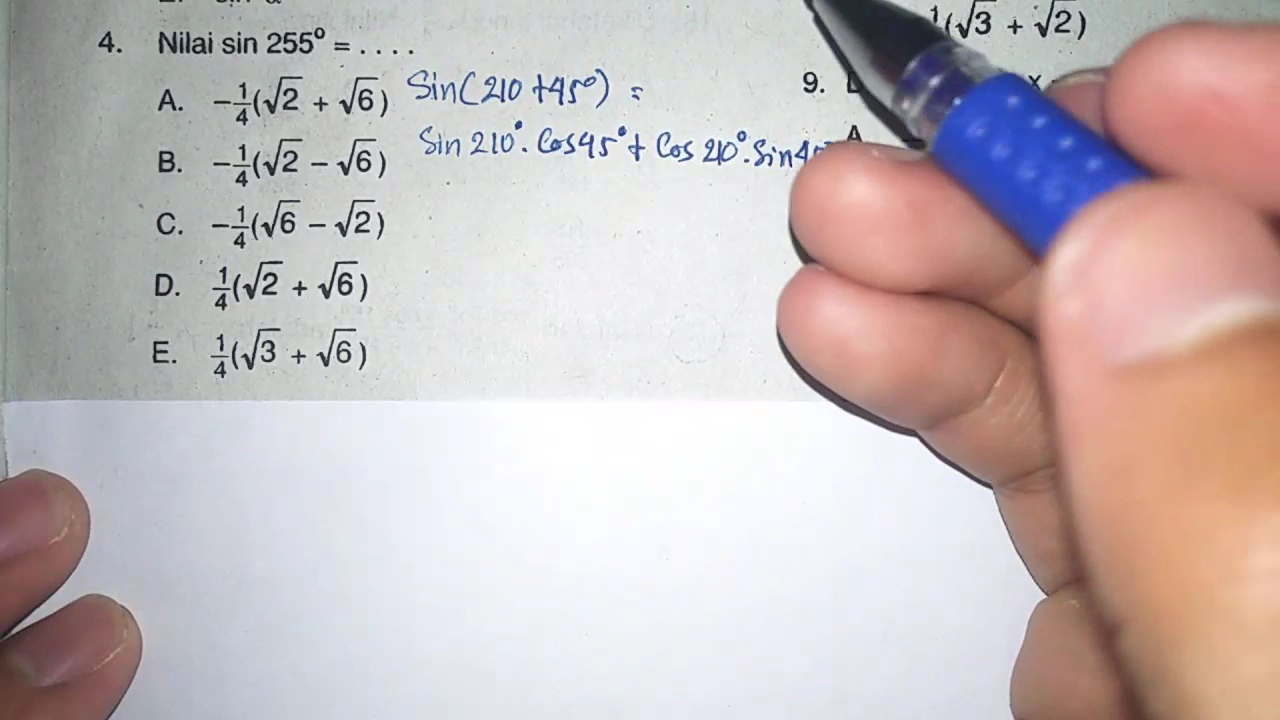 4. Nilai sin 255° = . . . .
A. −1/4(√2 + √6)
B. −1/4(√2 − √6)
C. −1/4(√6 − √2)
D. 1/4(√2 + √6)
E. 1/4(√3 + √6)
Sin(210 + 45°) =
Sin 210°. Cos 45° + Cos 210°. Sin
(√3 + √2)
9.
x
A